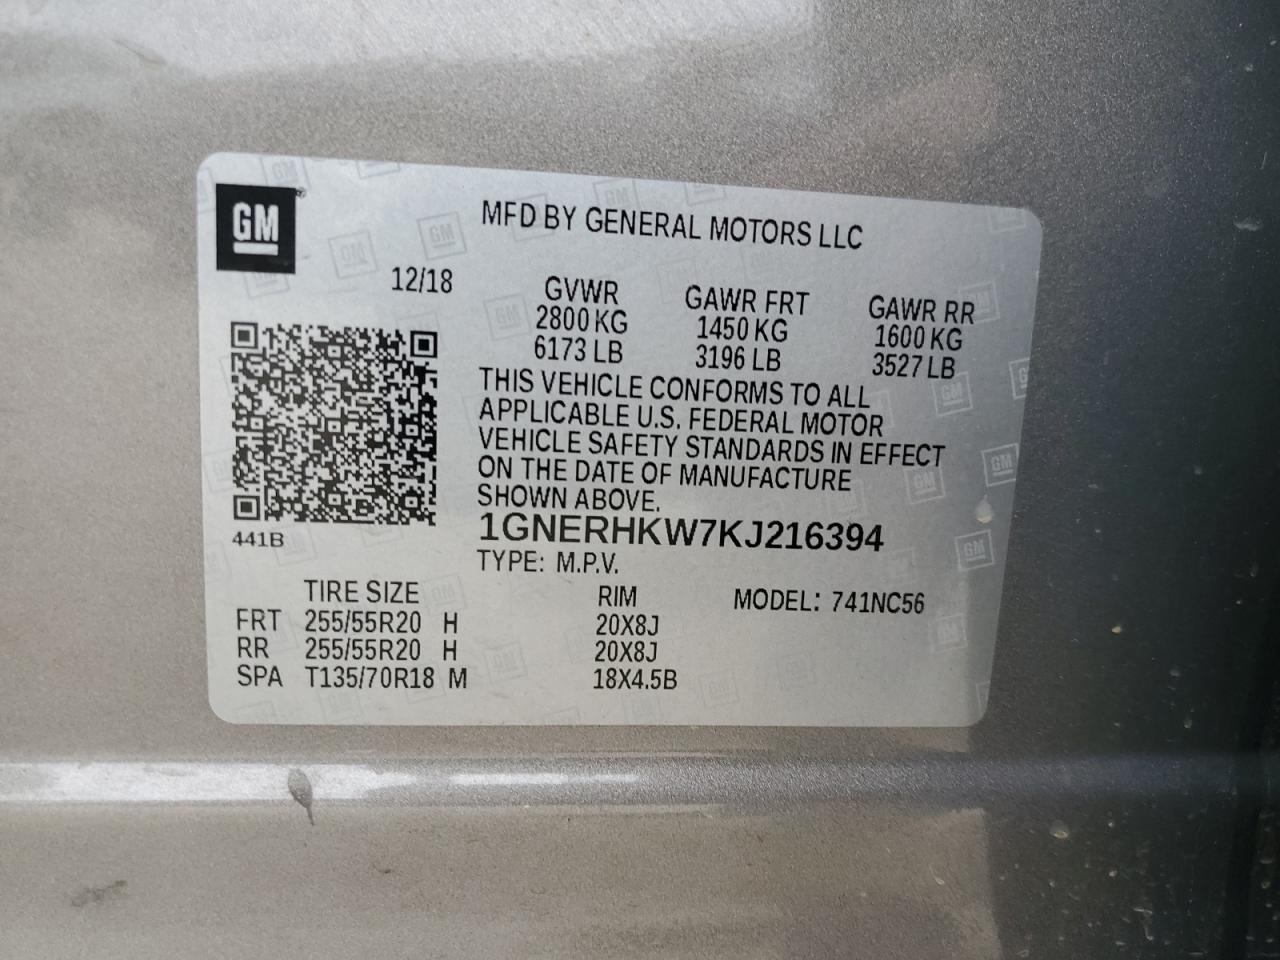 GM
MFD BY GENERAL MOTORS LLC
12/18
GVWR GAWR FRT GAWR RR
2800 KG 1450 KG 1600 KG
6173 LB 3196 LB 3527 LB
THIS VEHICLE CONFORMS TO ALL
APPLICABLE U.S. FEDERAL MOTOR
VEHICLE SAFETY STANDARDS IN EFFECT
ON THE DATE OF MANUFACTURE
SHOWN ABOVE.
441B
1GNERHKW7KJ216394
TYPE: M.P.V.
TIRE SIZE RIM MODEL: 741NC56
FRT 255/55R20 H 20X8J
RR 255/55R20 H 20X8J
SPA T135/70R18 M 18X4.5B